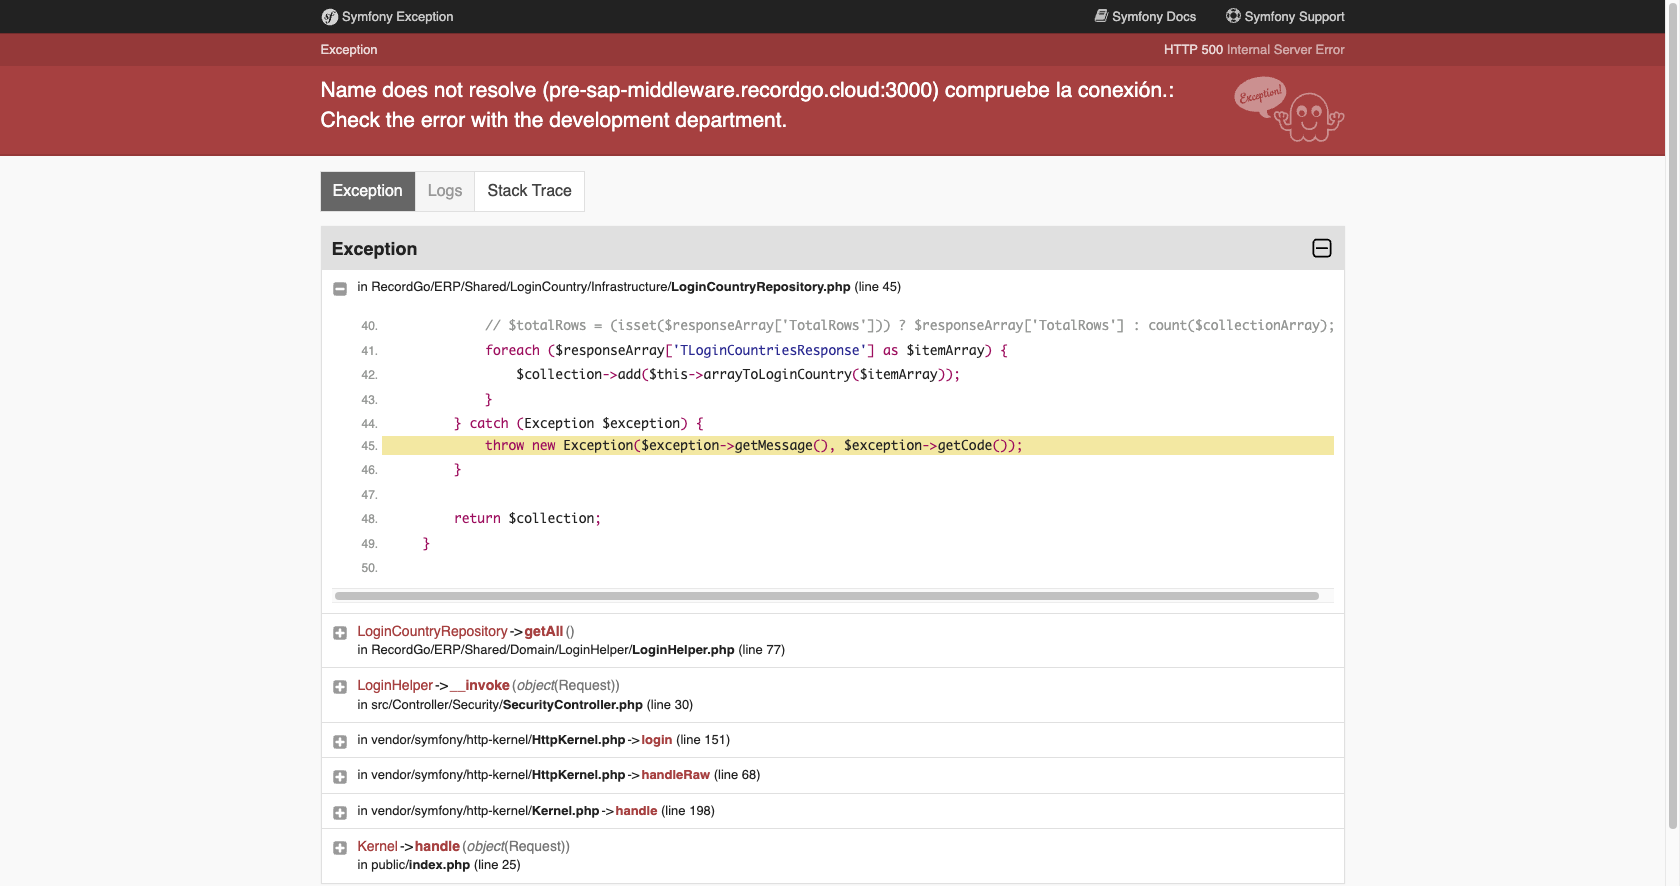 Symfony Exception
Symfony Docs
Symfony Support
Exception
HTTP 500 Internal Server Error
Name does not resolve (pre-sap-middleware.recordgo.cloud:3000) compruebe la conexión.:
Check the error with the development department.
Exception!
Exception
Logs
Stack Trace
Exception
in RecordGo/ERP/Shared/LoginCountry/Infrastructure/LoginCountryRepository.php (line 45)
40. // $totalRows = (isset($responseArray['TotalRows'])) ? $responseArray['TotalRows'] : count($collectionArray);
41. foreach ($responseArray['TLoginCountriesResponse'] as $itemArray) {
42. $collection->add($this->arrayToLoginCountry($itemArray));
43. }
44. } catch (Exception $exception) {
45. throw new Exception($exception->getMessage(), $exception->getCode());
46. }
47.
48. return $collection;
49. }
50.
LoginCountryRepository->getAll()
in RecordGo/ERP/Shared/Domain/LoginHelper/LoginHelper.php (line 77)
LoginHelper->__invoke(object(Request))
in src/Controller/Security/SecurityController.php (line 30)
in vendor/symfony/http-kernel/HttpKernel.php->login (line 151)
in vendor/symfony/http-kernel/HttpKernel.php->handleRaw (line 68)
in vendor/symfony/http-kernel/Kernel.php->handle (line 198)
Kernel->handle(object(Request))
in public/index.php (line 25)